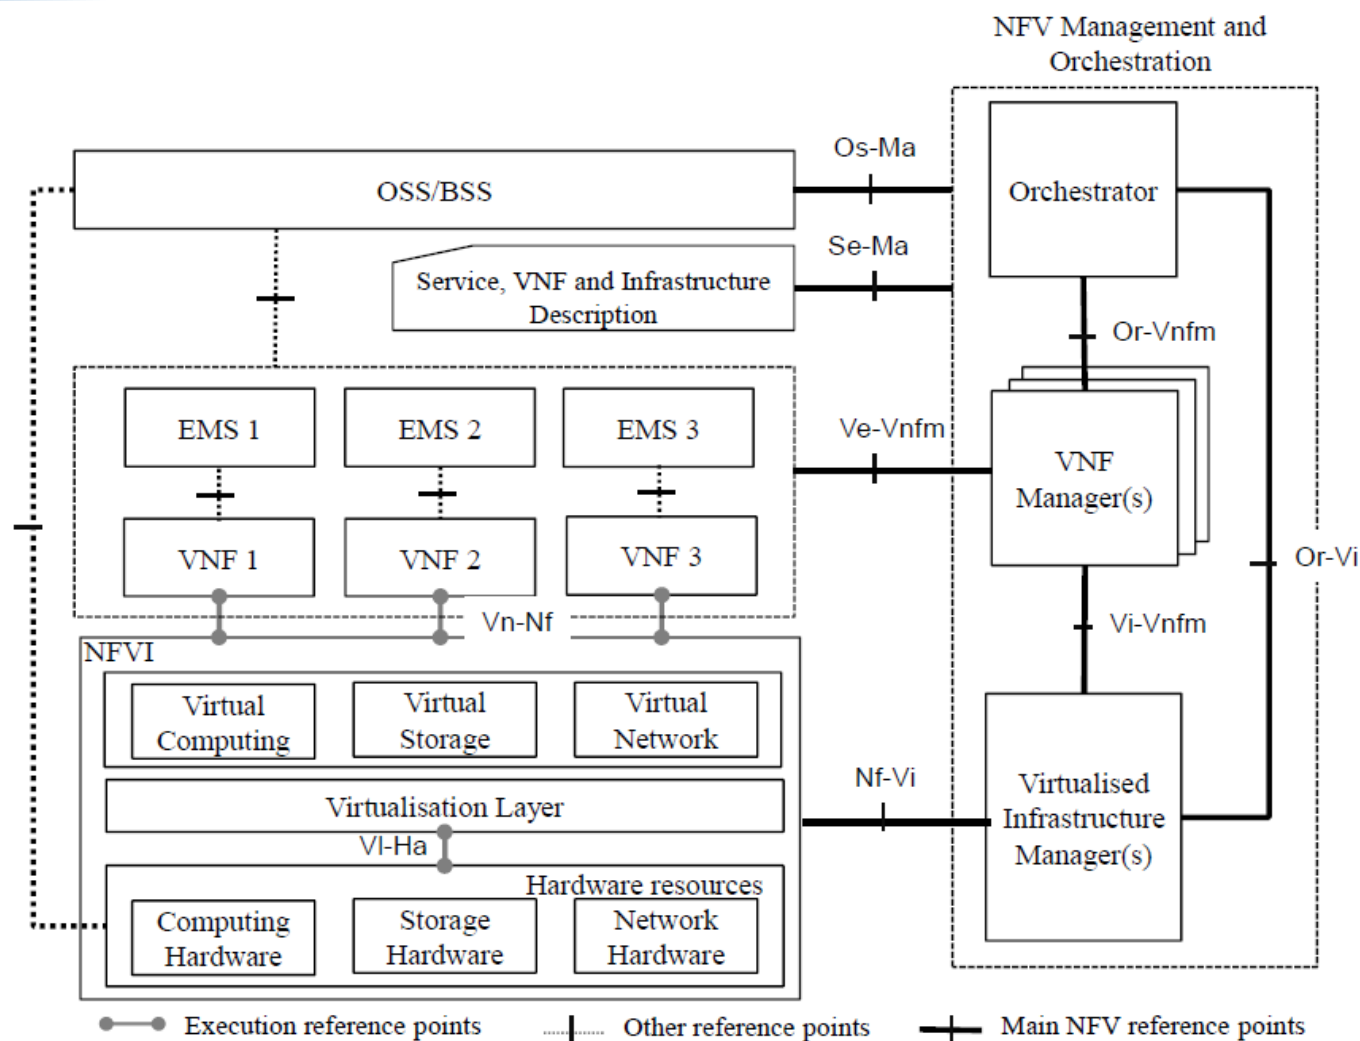 NFV Management and
Orchestration
Os-Ma
OSS/BSS
Orchestrator
Se-Ma
Service, VNF and Infrastructure
Description
Or-Vnfm
EMS 1
EMS 2
EMS 3
Ve-Vnfm
VNF
Manager(s)
VNF 1
VNF 2
VNF 3
Or-Vi
Vn-Nf
Vi-Vnfm
NFVI
Virtual
Computing
Virtual
Storage
Virtual
Network
Nf-Vi
Virtualisation Layer
Virtualised
Infrastructure
Manager(s)
Vl-Ha
Hardware resources
Computing
Hardware
Storage
Hardware
Network
Hardware
Execution reference points
Other reference points
Main NFV reference points